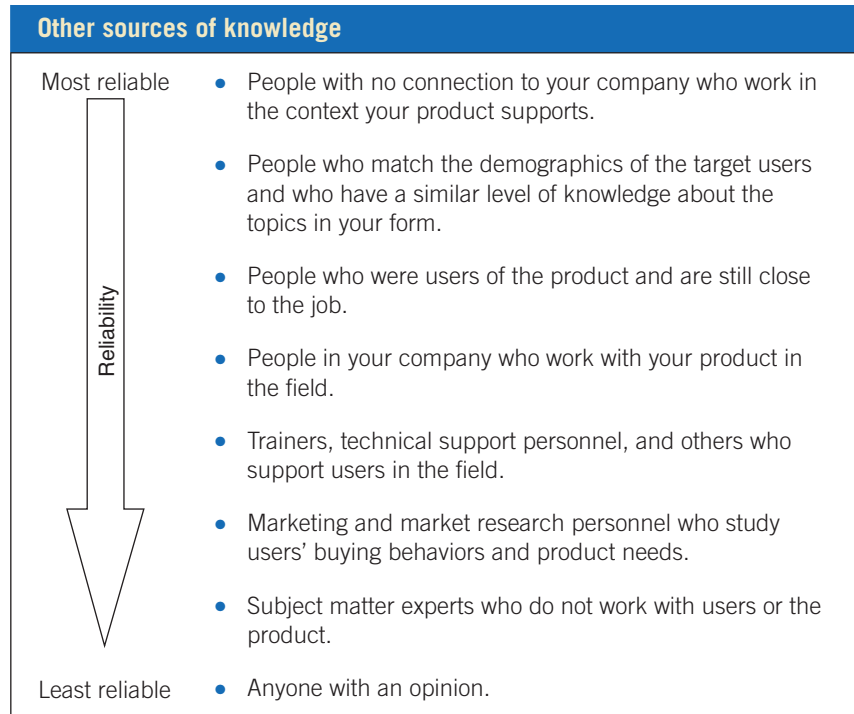 Other sources of knowledge
Most reliable
● People with no connection to your company who work in
the context your product supports.
● People who match the demographics of the target users
and who have a similar level of knowledge about the
topics in your form.
● People who were users of the product and are still close
to the job.
Reliability
● People in your company who work with your product in
the field.
● Trainers, technical support personnel, and others who
support users in the field.
● Marketing and market research personnel who study
users’ buying behaviors and product needs.
● Subject matter experts who do not work with users or the
product.
Least reliable
● Anyone with an opinion.